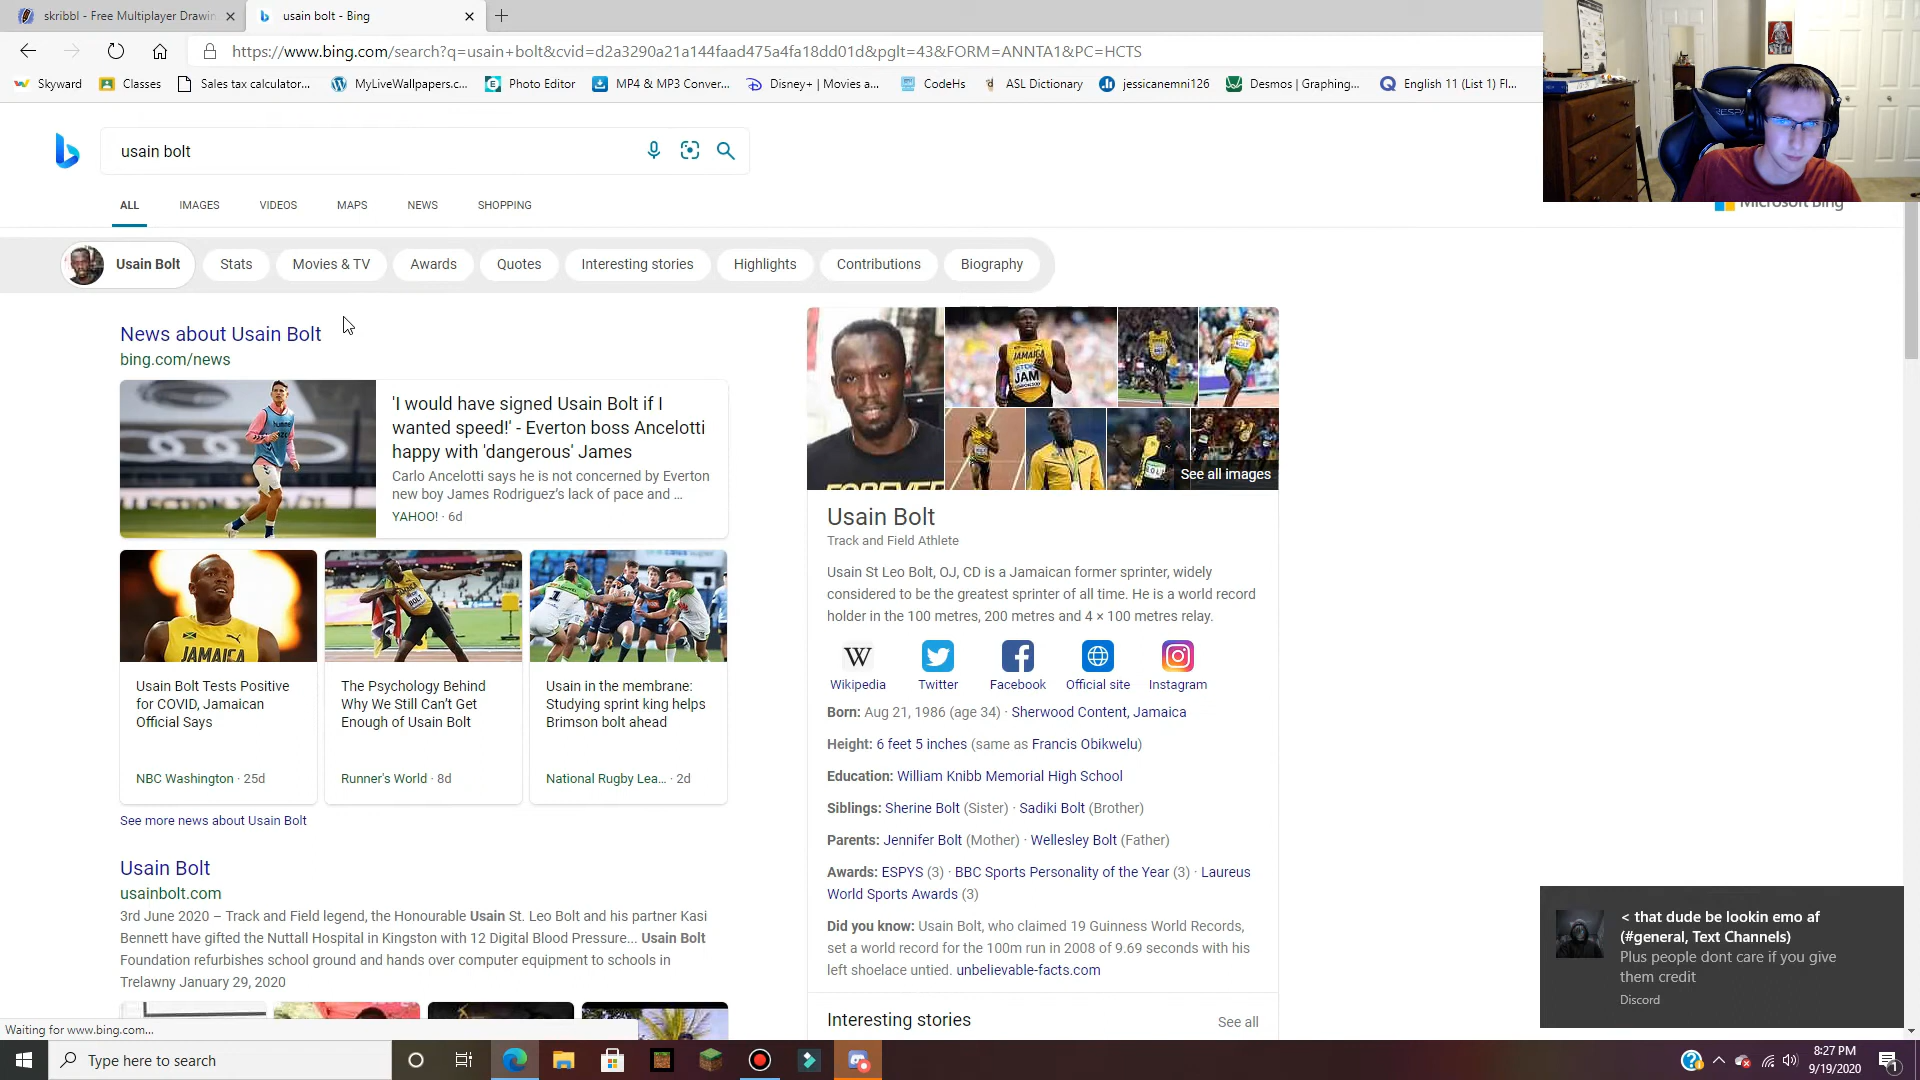 skribbl - Free Multiplayer Drawin
usain bolt - Bing
https://www.bing.com/search?q=usain+bolt&cvid=d2a3290a21a144faad475a4fa18dd01d&pglt=43&FORM=ANNTA1&PC=HCTS
Skyward
Classes
Sales tax calculator...
MyLiveWallpapers.c...
Photo Editor
MP4 & MP3 Conver...
Disney+ | Movies a...
CodeHs
ASL Dictionary
jessicanemni126
Desmos | Graphing...
English 11 (List 1) Fl...
usain bolt
ALL
IMAGES
VIDEOS
MAPS
NEWS
SHOPPING
Microsoft Bing
Usain Bolt
Stats
Movies & TV
Awards
Quotes
Interesting stories
Highlights
Contributions
Biography
News about Usain Bolt
bing.com/news
'I would have signed Usain Bolt if I
wanted speed!' - Everton boss Ancelotti
happy with 'dangerous' James
Carlo Ancelotti says he is not concerned by Everton
new boy James Rodriguez's lack of pace and ...
YAHOO! · 6d
JAMAICA
Usain Bolt Tests Positive
for COVID, Jamaican
Official Says
NBC Washington · 25d
The Psychology Behind
Why We Still Can't Get
Enough of Usain Bolt
Runner's World · 8d
Usain in the membrane:
Studying sprint king helps
Brimson bolt ahead
National Rugby Lea... · 2d
See more news about Usain Bolt
Usain Bolt
usainbolt.com
3rd June 2020 – Track and Field legend, the Honourable Usain St. Leo Bolt and his partner Kasi
Bennett have gifted the Nuttall Hospital in Kingston with 12 Digital Blood Pressure... Usain Bolt
Foundation refurbishes school ground and hands over computer equipment to schools in
Trelawny January 29, 2020
FOREVER
JAMAICA
JAM
BOLT
See all images
Usain Bolt
Track and Field Athlete
Usain St Leo Bolt, OJ, CD is a Jamaican former sprinter, widely
considered to be the greatest sprinter of all time. He is a world record
holder in the 100 metres, 200 metres and 4 × 100 metres relay.
W
Wikipedia
Twitter
Facebook
Official site
Instagram
Born: Aug 21, 1986 (age 34) · Sherwood Content, Jamaica
Height: 6 feet 5 inches (same as Francis Obikwelu)
Education: William Knibb Memorial High School
Siblings: Sherine Bolt (Sister) · Sadiki Bolt (Brother)
Parents: Jennifer Bolt (Mother) · Wellesley Bolt (Father)
Awards: ESPYS (3) · BBC Sports Personality of the Year (3) · Laureus
World Sports Awards (3)
Did you know: Usain Bolt, who claimed 19 Guinness World Records,
set a world record for the 100m run in 2008 of 9.69 seconds with his
left shoelace untied. unbelievable-facts.com
Interesting stories
See all
< that dude be lookin emo af
(#general, Text Channels)
Plus people dont care if you give
them credit
Discord
Waiting for www.bing.com...
Type here to search
8:27 PM
9/19/2020
1